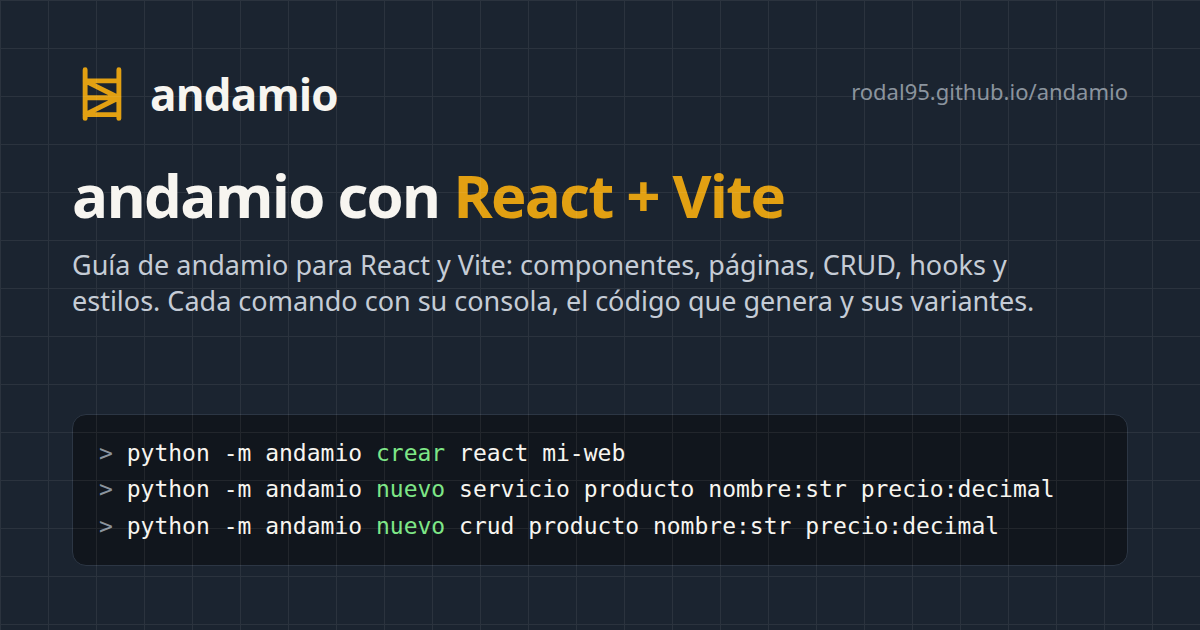 andamio
rodal95.github.io/andamio
andamio con React + Vite
Guía de andamio para React y Vite: componentes, páginas, CRUD, hooks y
estilos. Cada comando con su consola, el código que genera y sus variantes.
> python -m andamio crear react mi-web
> python -m andamio nuevo servicio producto nombre:str precio:decimal
> python -m andamio nuevo crud producto nombre:str precio:decimal